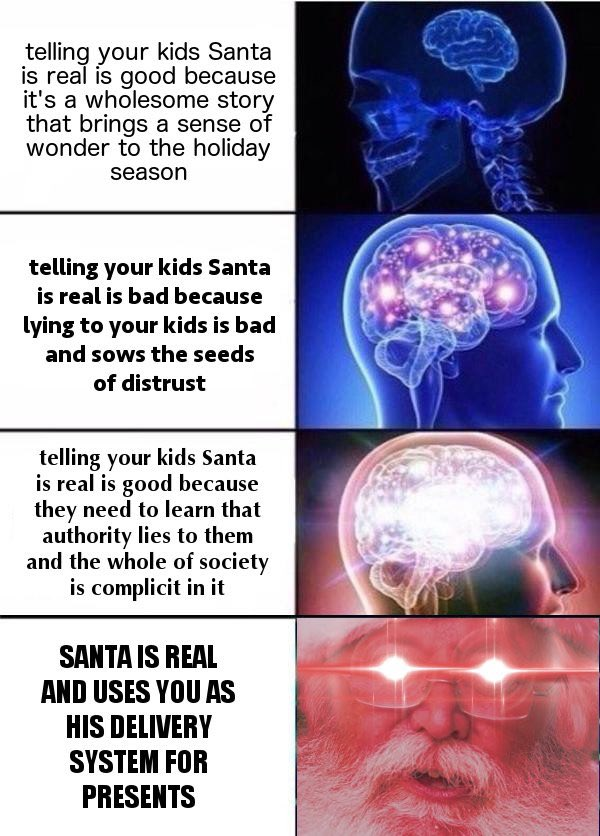 telling your kids Santa
is real is good because
it's a wholesome story
that brings a sense of
wonder to the holiday
season
telling your kids Santa
is real is bad because
lying to your kids is bad
and sows the seeds
of distrust
telling your kids Santa
is real is good because
they need to learn that
authority lies to them
and the whole of society
is complicit in it
SANTA IS REAL
AND USES YOU AS
HIS DELIVERY
SYSTEM FOR
PRESENTS